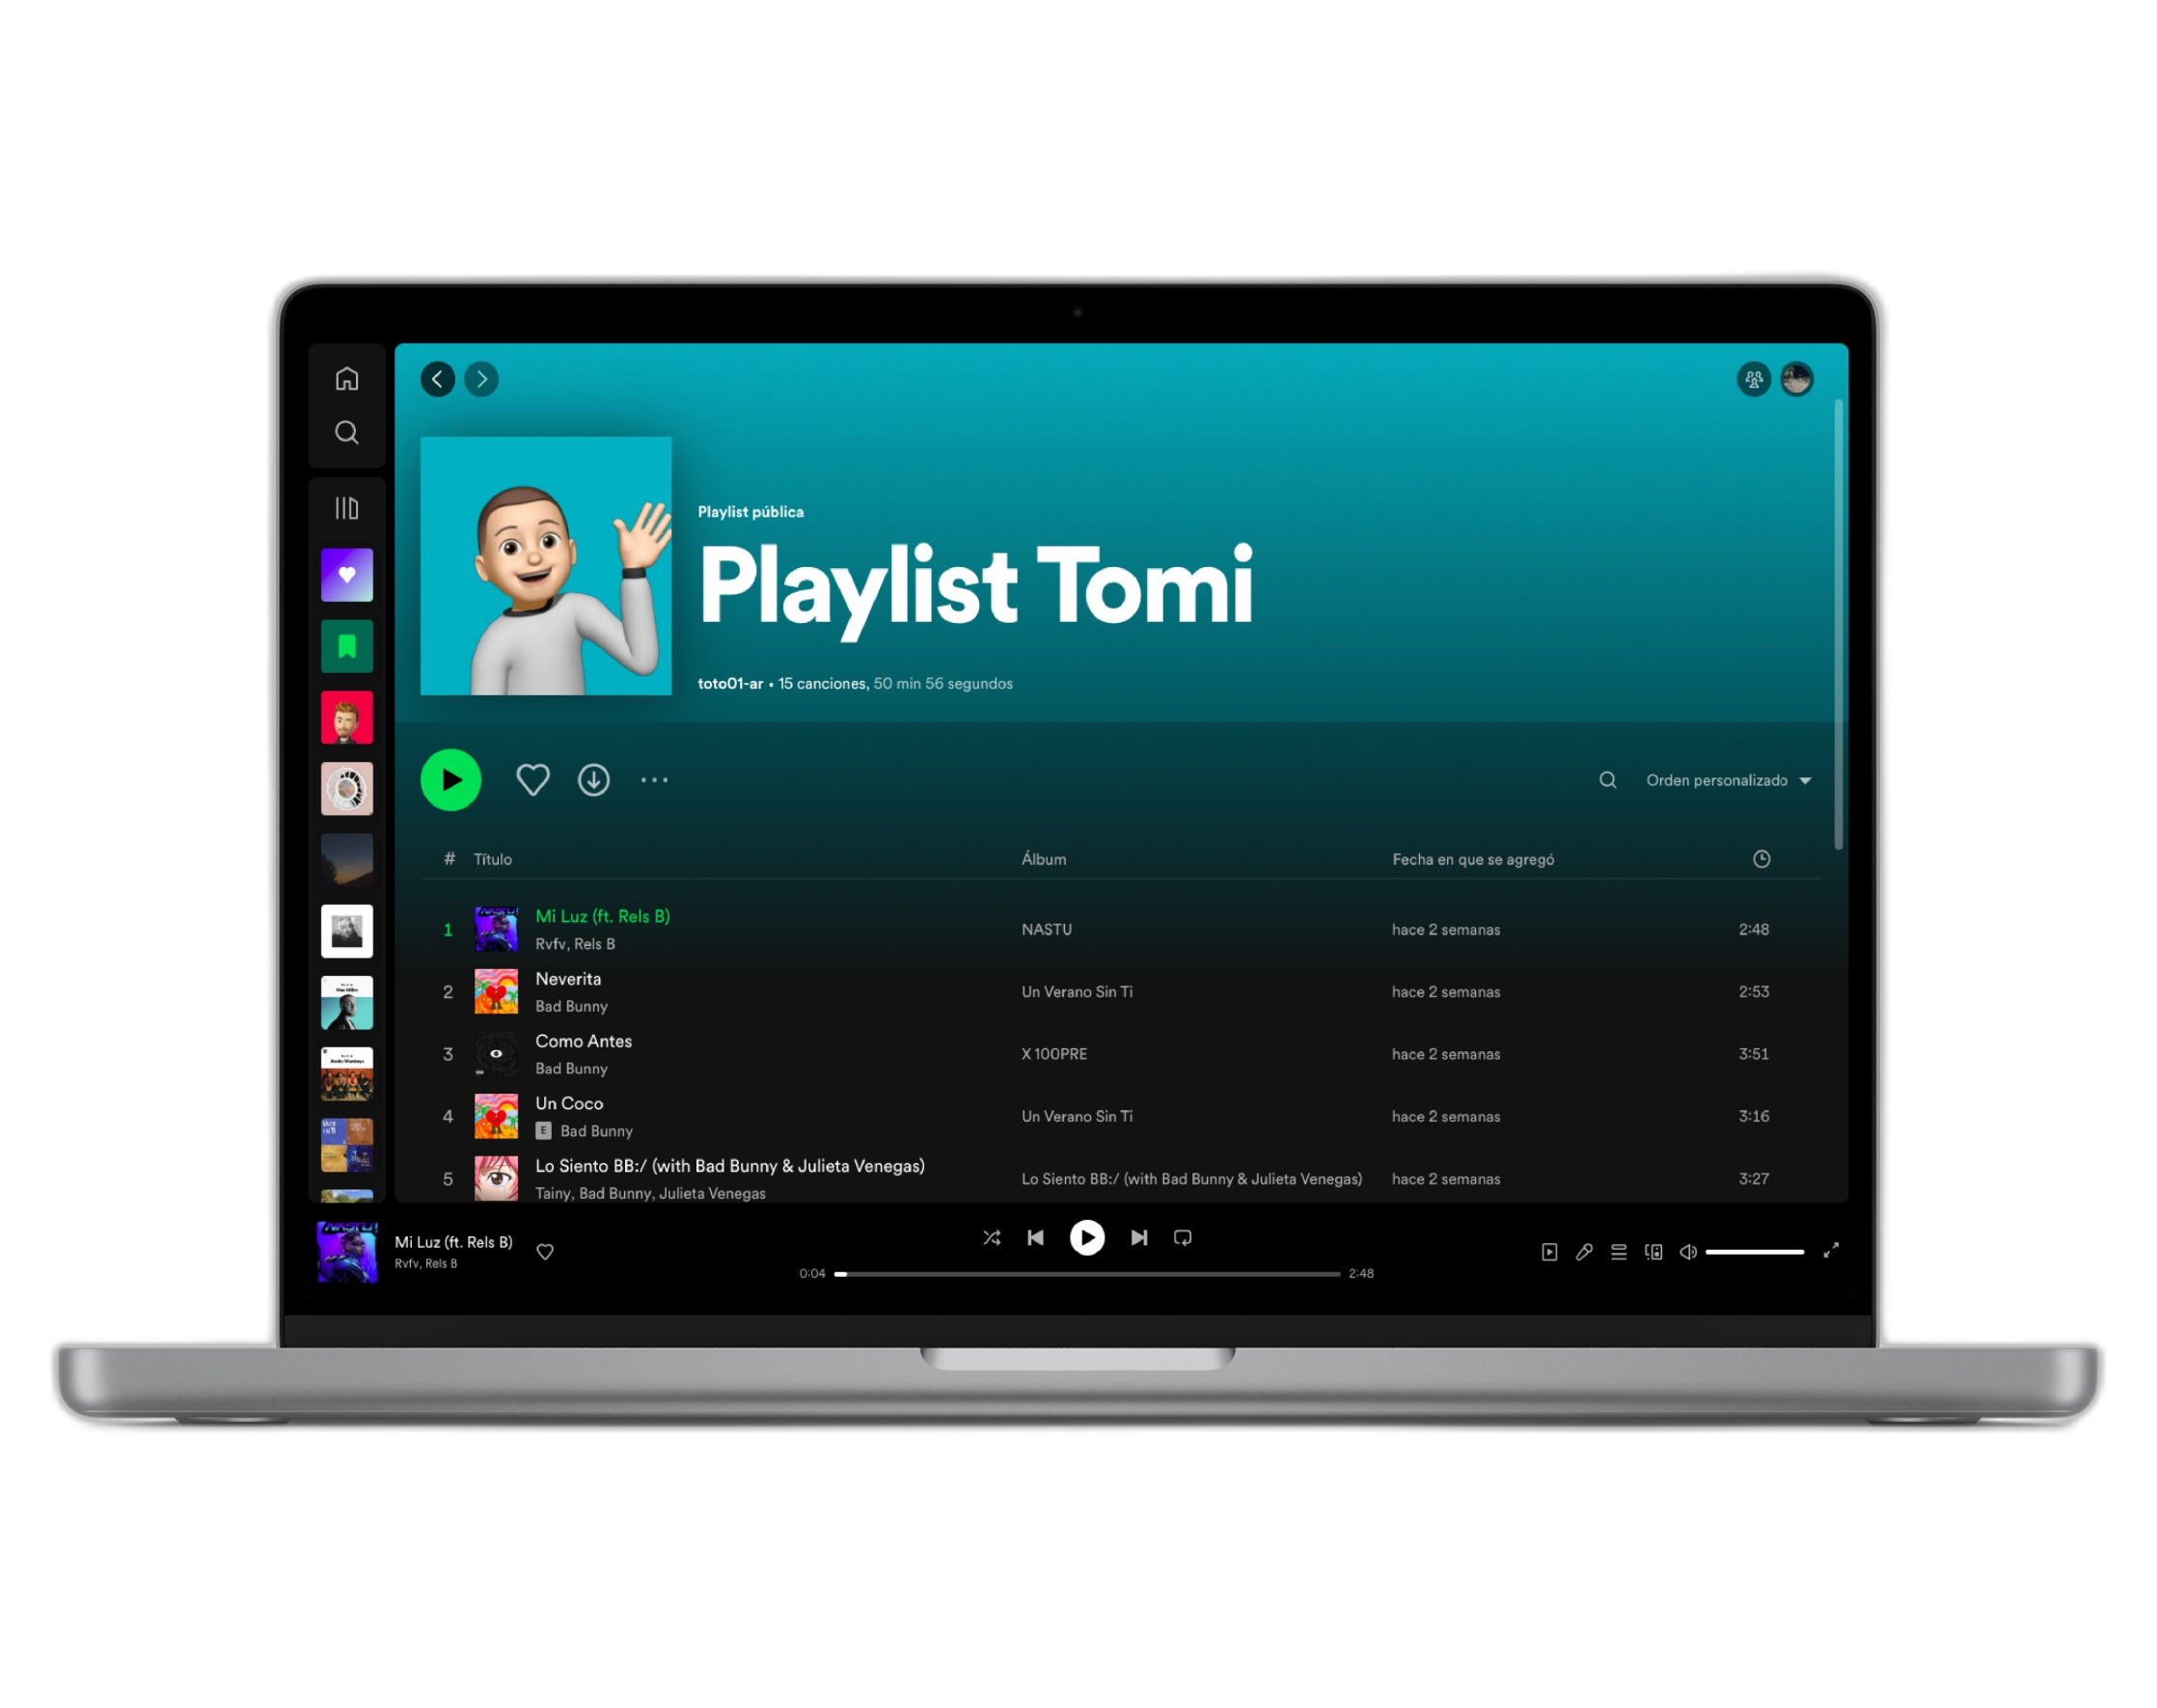 Playlist pública
Playlist Tomi
toto01-ar • 15 canciones, 50 min 56 segundos
Orden personalizado
# Título Álbum Fecha en que se agregó
1 Mi Luz (ft. Rels B) NASTU hace 2 semanas 2:48
Rvfv, Rels B
2 Neverita Un Verano Sin Ti hace 2 semanas 2:53
Bad Bunny
3 Como Antes X 100PRE hace 2 semanas 3:51
Bad Bunny
4 Un Coco Un Verano Sin Ti hace 2 semanas 3:16
E Bad Bunny
5 Lo Siento BB:/ (with Bad Bunny & Julieta Venegas) Lo Siento BB:/ (with Bad Bunny & Julieta Venegas) hace 2 semanas 3:27
Tainy, Bad Bunny, Julieta Venegas
NASTU!
Mi Luz (ft. Rels B)
Rvfv, Rels B
0:04 2:48